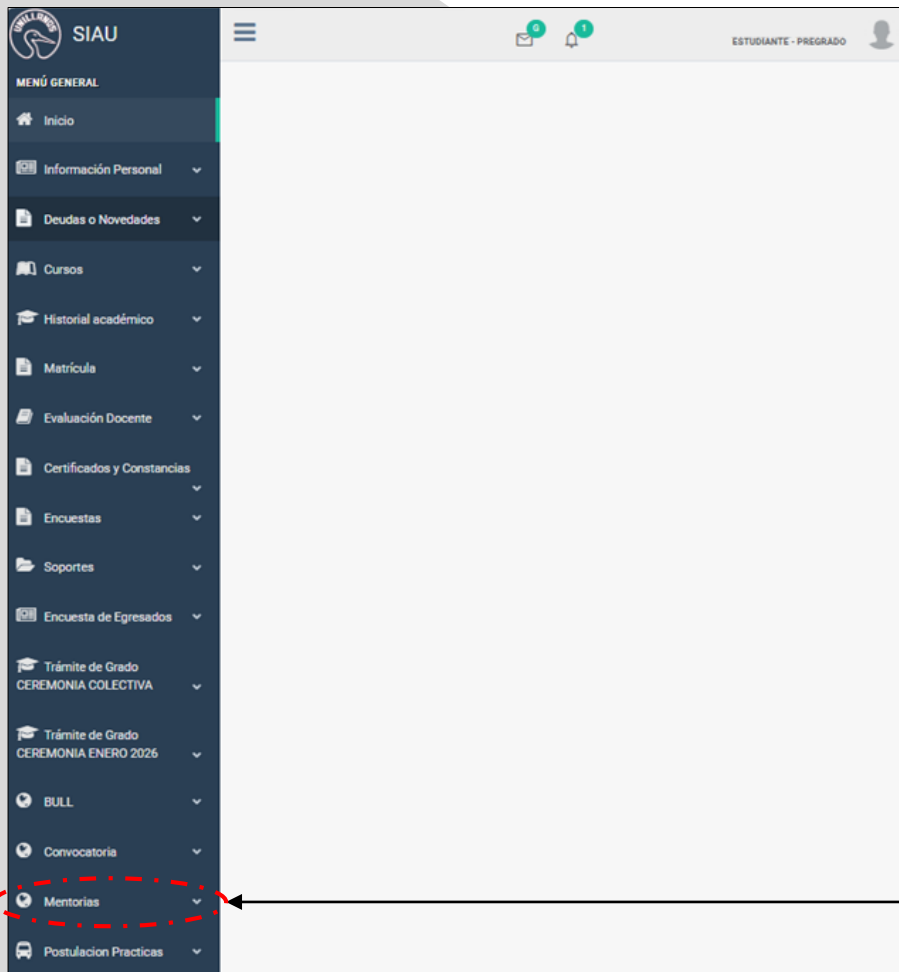 UNILLANOS
SIAU
G
1
ESTUDIANTE - PREGRADO
MENÚ GENERAL
Inicio
Información Personal
Deudas o Novedades
Cursos
Historial académico
Matrícula
Evaluación Docente
Certificados y Constancias
Encuestas
Soportes
Encuesta de Egresados
Trámite de Grado
CEREMONIA COLECTIVA
Trámite de Grado
CEREMONIA ENERO 2026
BULL
Convocatoria
Mentorias
Postulacion Practicas